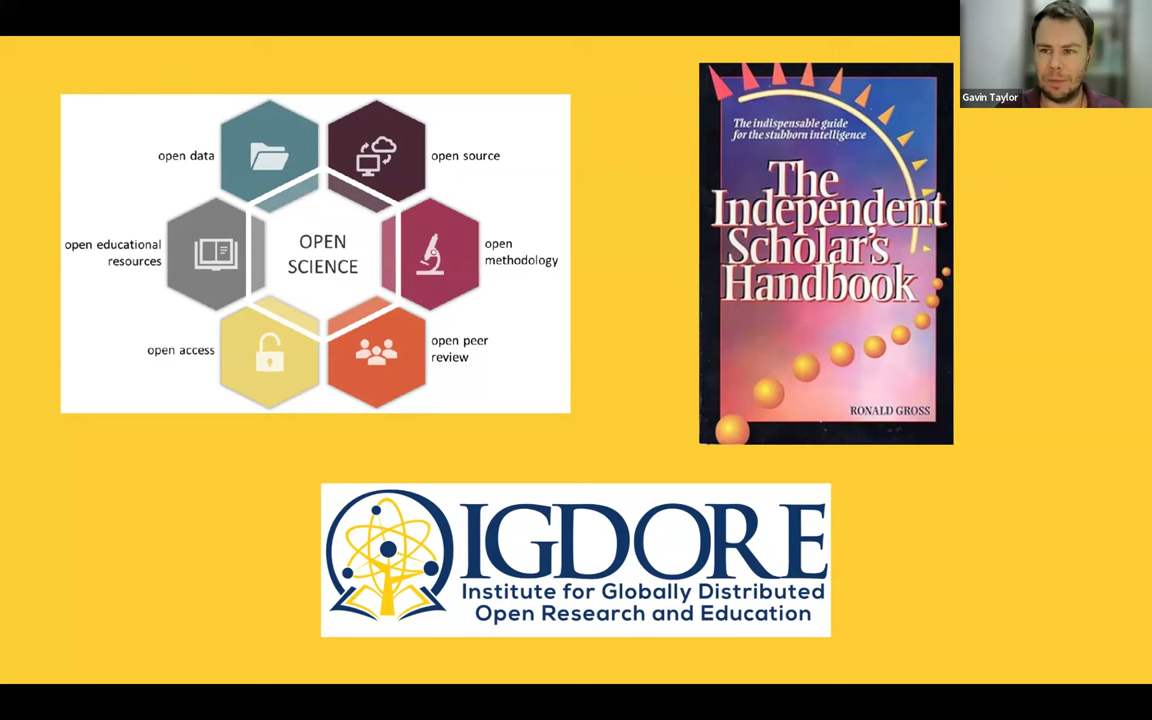 open data
open source
open educational
resources
OPEN
SCIENCE
open
methodology
open access
open peer
review
The indispensable guide
for the stubborn intelligence
The
Independent
Scholar's
Handbook
RONALD GROSS
Gavin Taylor
IGDORE
Institute for Globally Distributed
Open Research and Education